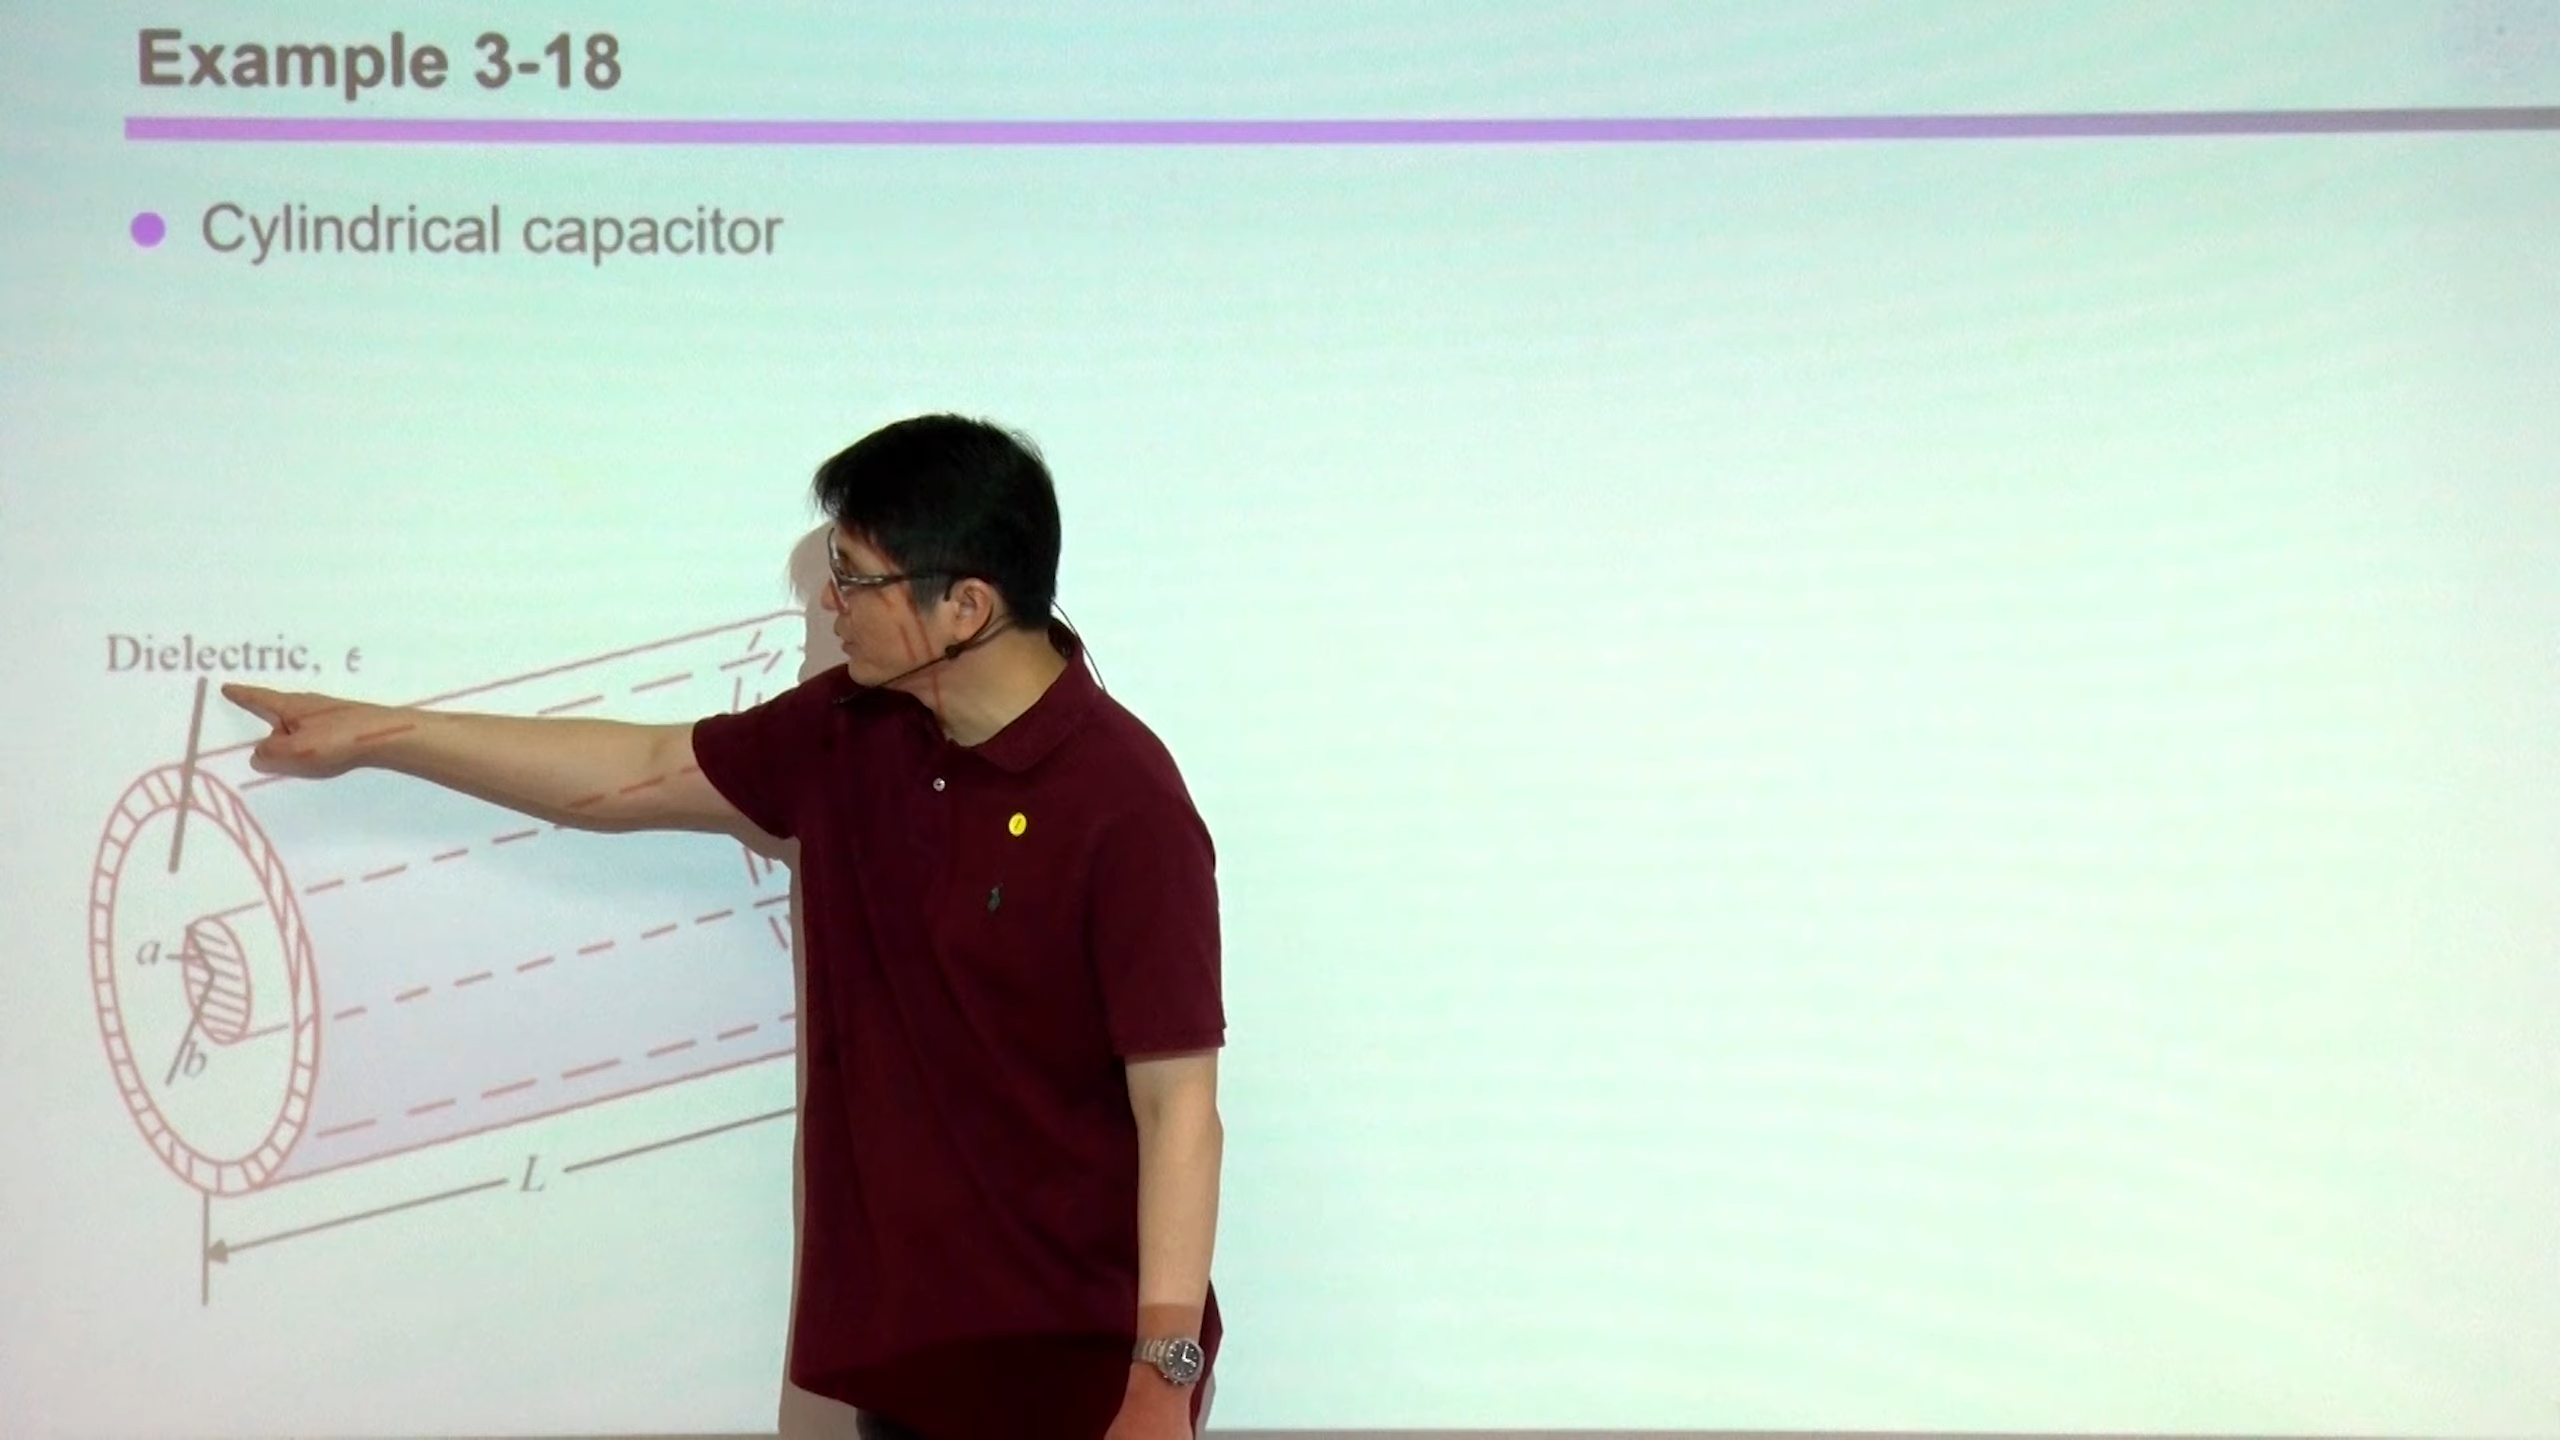 Example 3-18
Cylindrical capacitor
Dielectric, ϵ
a
b
L